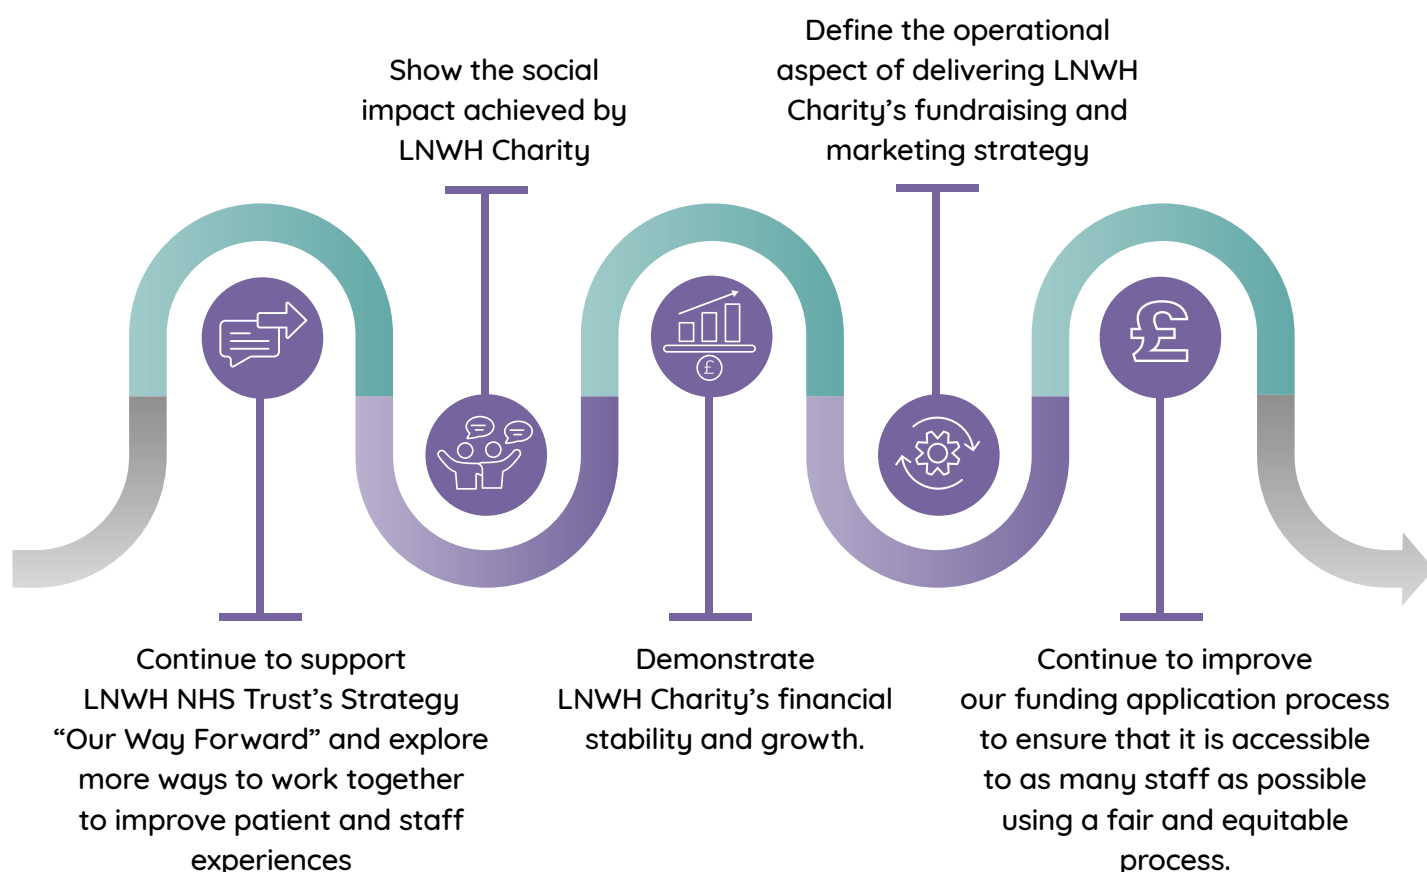 Show the social
impact achieved by
LNWH Charity
Define the operational
aspect of delivering LNWH
Charity’s fundraising and
marketing strategy
£
£
Continue to support
LNWH NHS Trust’s Strategy
“Our Way Forward” and explore
more ways to work together
to improve patient and staff
experiences
Demonstrate
LNWH Charity’s financial
stability and growth.
Continue to improve
our funding application process
to ensure that it is accessible
to as many staff as possible
using a fair and equitable
process.